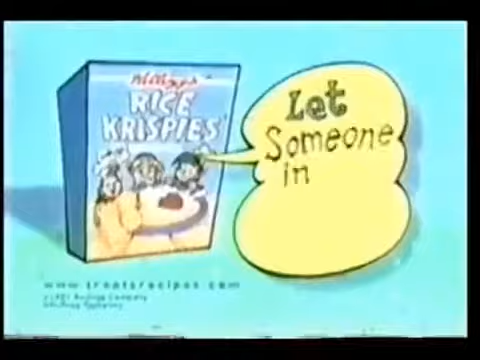 Kellogg's
RICE
KRISPIES
Let
Someone
in
www.treatsrecipes.com